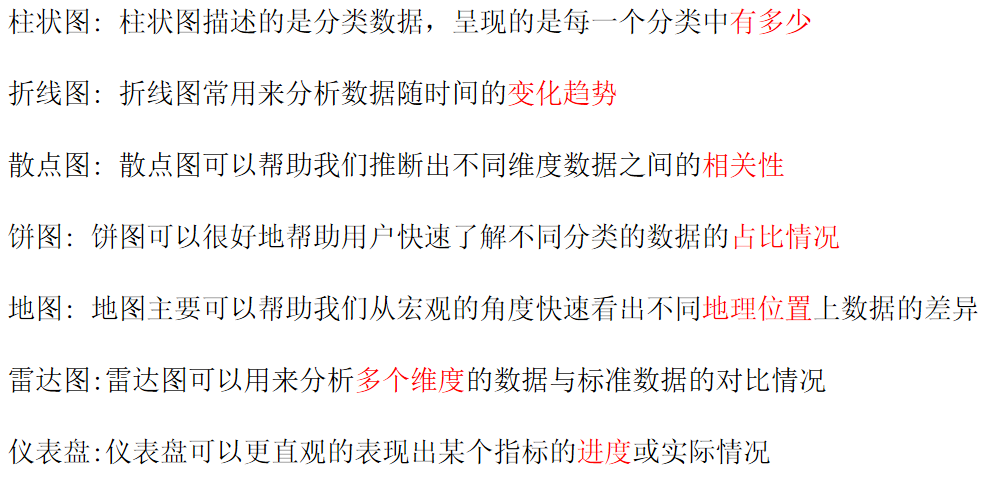 柱状图: 柱状图描述的是分类数据，呈现的是每一个分类中有多少
折线图: 折线图常用来分析数据随时间的变化趋势
散点图: 散点图可以帮助我们推断出不同维度数据之间的相关性
饼图: 饼图可以很好地帮助用户快速了解不同分类的数据的占比情况
地图: 地图主要可以帮助我们从宏观的角度快速看出不同地理位置上数据的差异
雷达图:雷达图可以用来分析多个维度的数据与标准数据的对比情况
仪表盘:仪表盘可以更直观的表现出某个指标的进度或实际情况